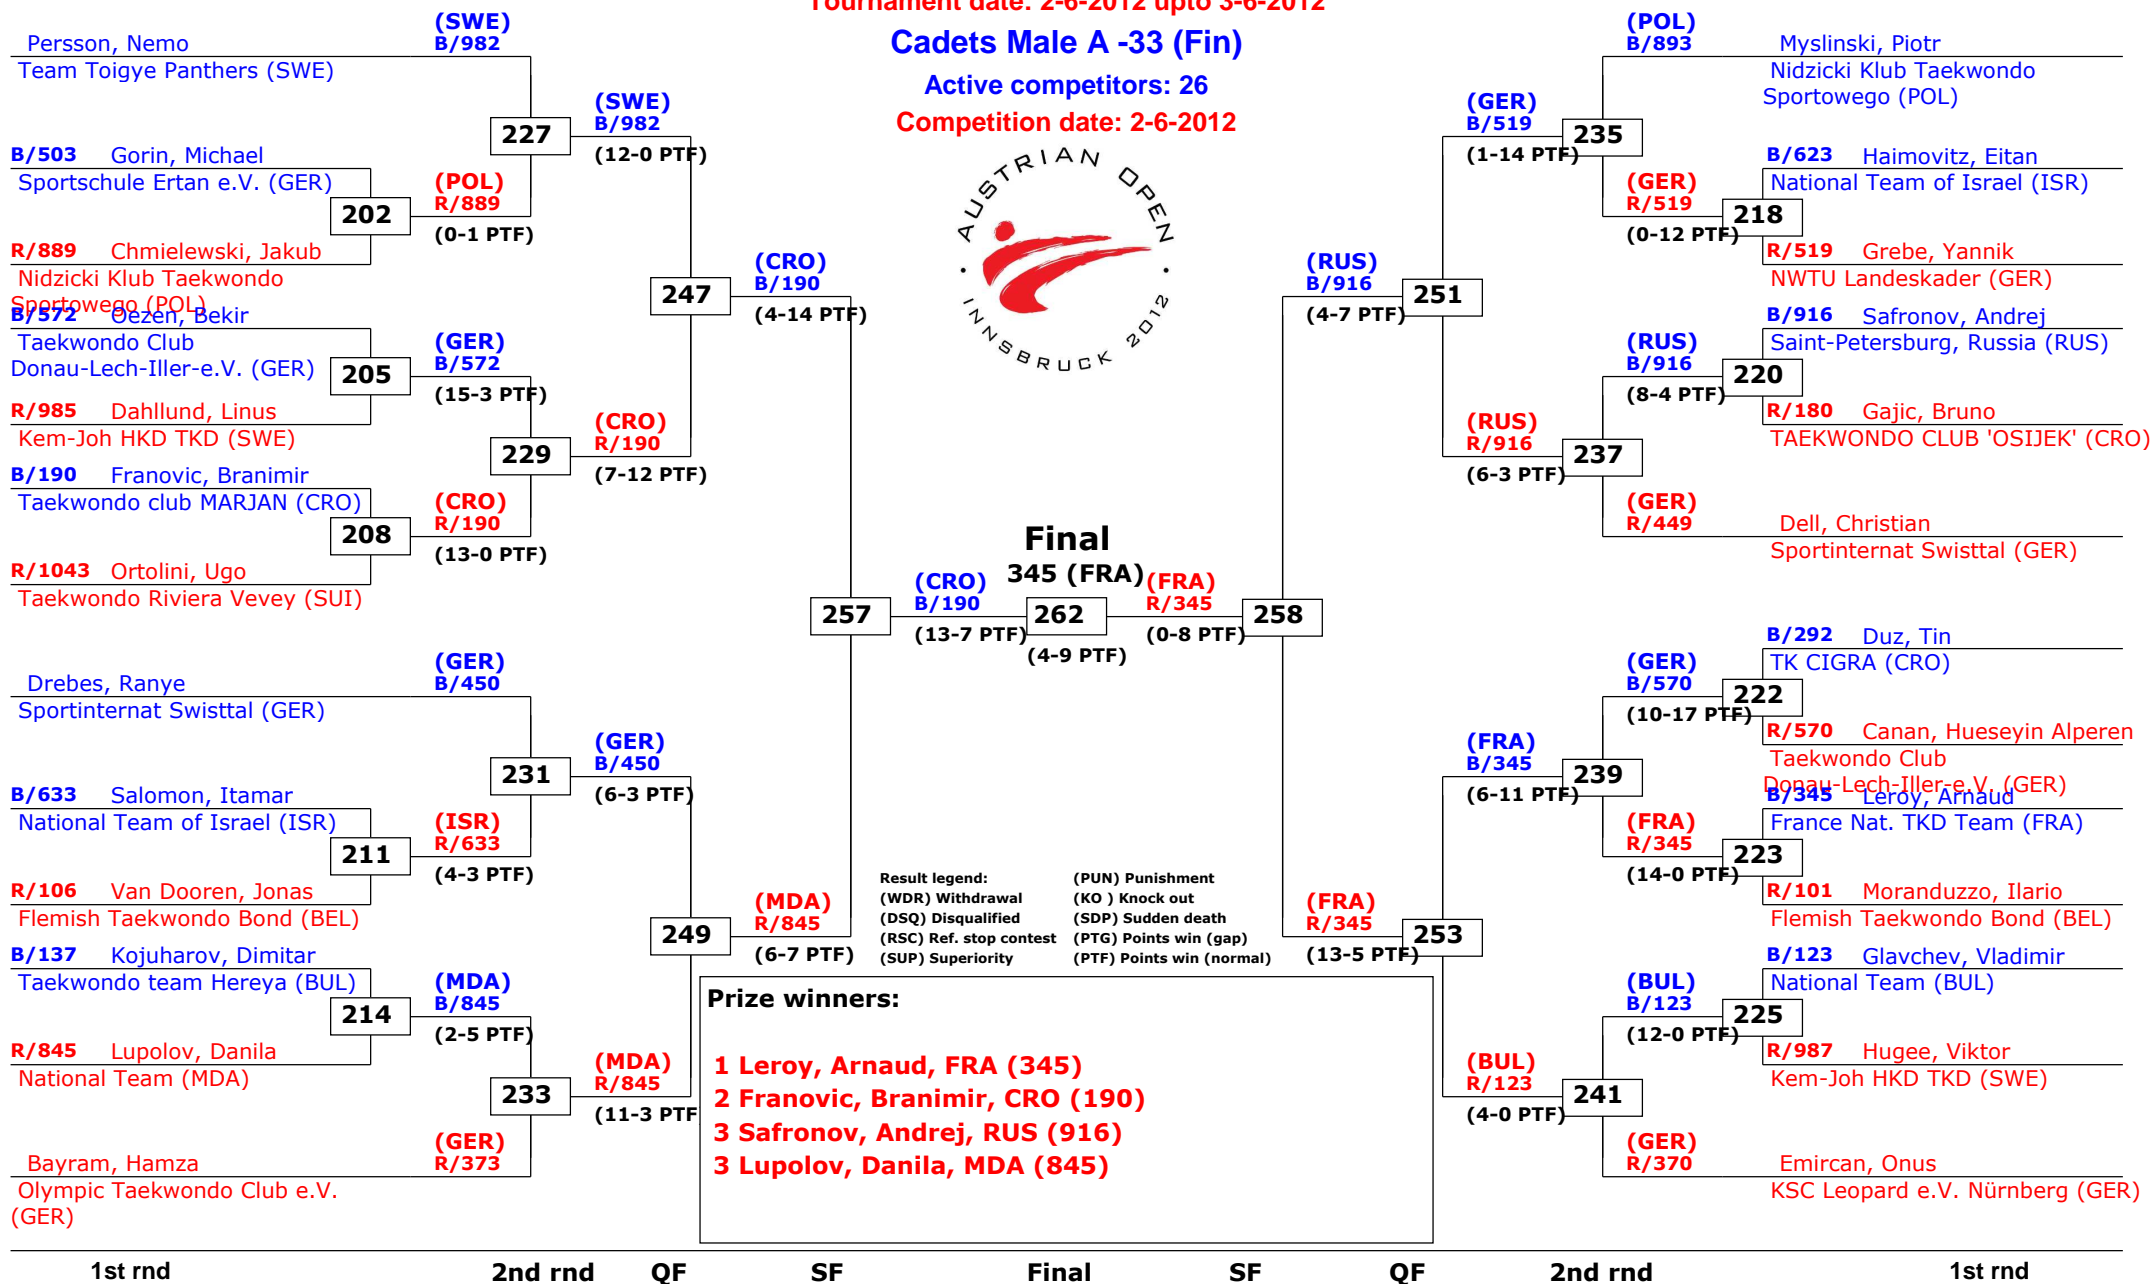 Tournament date: 2-6-2012 upto 3-6-2012
Cadets Male A -33 (Fin)
Active competitors: 26
Competition date: 2-6-2012
AUSTRIAN OPEN
· INNSBRUCK 2012 ·
Persson, Nemo
Team Toigye Panthers (SWE)
B/503 Gorin, Michael
Sportschule Ertan e.V. (GER)
202
R/889 Chmielewski, Jakub
Nidzicki Klub Taekwondo
Sportowego (POL)
B/572 Oezen, Bekir
Taekwondo Club
Donau-Lech-Iller-e.V. (GER)
205
R/985 Dahllund, Linus
Kem-Joh HKD TKD (SWE)
B/190 Franovic, Branimir
Taekwondo club MARJAN (CRO)
208
R/1043 Ortolini, Ugo
Taekwondo Riviera Vevey (SUI)
Drebes, Ranye
Sportinternat Swisttal (GER)
B/633 Salomon, Itamar
National Team of Israel (ISR)
211
R/106 Van Dooren, Jonas
Flemish Taekwondo Bond (BEL)
B/137 Kojuharov, Dimitar
Taekwondo team Hereya (BUL)
214
R/845 Lupolov, Danila
National Team (MDA)
Bayram, Hamza
Olympic Taekwondo Club e.V.
(GER)
(SWE)
B/982
227
(POL)
R/889
(0-1 PTF)
(GER)
B/572
(15-3 PTF)
229
(CRO)
R/190
(13-0 PTF)
(GER)
B/450
231
(ISR)
R/633
(4-3 PTF)
(MDA)
B/845
(2-5 PTF)
233
(GER)
R/373
(SWE)
B/982
(12-0 PTF)
247
(CRO)
R/190
(7-12 PTF)
(GER)
B/450
(6-3 PTF)
249
(MDA)
R/845
(11-3 PTF
(CRO)
B/190
(4-14 PTF)
257
(MDA)
R/845
(6-7 PTF)
(CRO)
B/190
(13-7 PTF)
Final
345 (FRA)
262
(4-9 PTF)
(FRA)
R/345
(0-8 PTF)
258
(RUS)
B/916
(4-7 PTF)
251
(FRA)
R/345
(13-5 PTF)
253
(GER)
B/519
(1-14 PTF)
235
(RUS)
R/916
(6-3 PTF)
237
(FRA)
B/345
(6-11 PTF)
239
(BUL)
R/123
(4-0 PTF)
241
(POL)
B/893
(GER)
R/519
(0-12 PTF)
218
(RUS)
B/916
(8-4 PTF)
220
(GER)
R/449
(GER)
B/570
(10-17 PTF)
222
(FRA)
R/345
(14-0 PTF)
223
(BUL)
B/123
(12-0 PTF)
225
(GER)
R/370
Myslinski, Piotr
Nidzicki Klub Taekwondo
Sportowego (POL)
B/623 Haimovitz, Eitan
National Team of Israel (ISR)
R/519 Grebe, Yannik
NWTU Landeskader (GER)
B/916 Safronov, Andrej
Saint-Petersburg, Russia (RUS)
R/180 Gajic, Bruno
TAEKWONDO CLUB 'OSIJEK' (CRO)
Dell, Christian
Sportinternat Swisttal (GER)
B/292 Duz, Tin
TK CIGRA (CRO)
R/570 Canan, Hueseyin Alperen
Taekwondo Club
Donau-Lech-Iller-e.V. (GER)
B/345 Leroy, Arnaud
France Nat. TKD Team (FRA)
R/101 Moranduzzo, Ilario
Flemish Taekwondo Bond (BEL)
B/123 Glavchev, Vladimir
National Team (BUL)
R/987 Hugee, Viktor
Kem-Joh HKD TKD (SWE)
Emircan, Onus
KSC Leopard e.V. Nürnberg (GER)
Result legend: (PUN) Punishment
(WDR) Withdrawal (KO ) Knock out
(DSQ) Disqualified (SDP) Sudden death
(RSC) Ref. stop contest (PTG) Points win (gap)
(SUP) Superiority (PTF) Points win (normal)
Prize winners:
1 Leroy, Arnaud, FRA (345)
2 Franovic, Branimir, CRO (190)
3 Safronov, Andrej, RUS (916)
3 Lupolov, Danila, MDA (845)
1st rnd 2nd rnd QF SF Final SF QF 2nd rnd 1st rnd